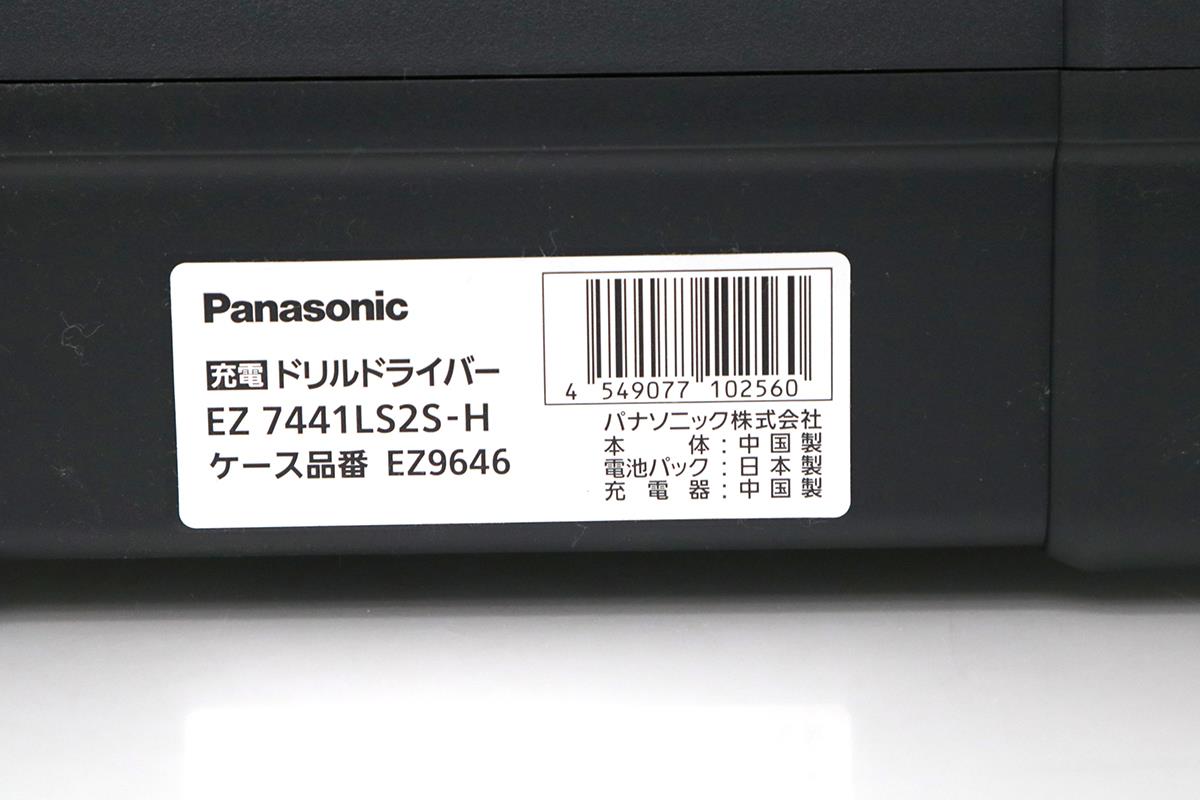 Panasonic
充電 ドリルドライバー
EZ 7441LS2S-H
ケース品番 EZ9646
4 549077 102560
パナソニック株式会社
本体:中国製
電池パック:日本製
充電器:中国製